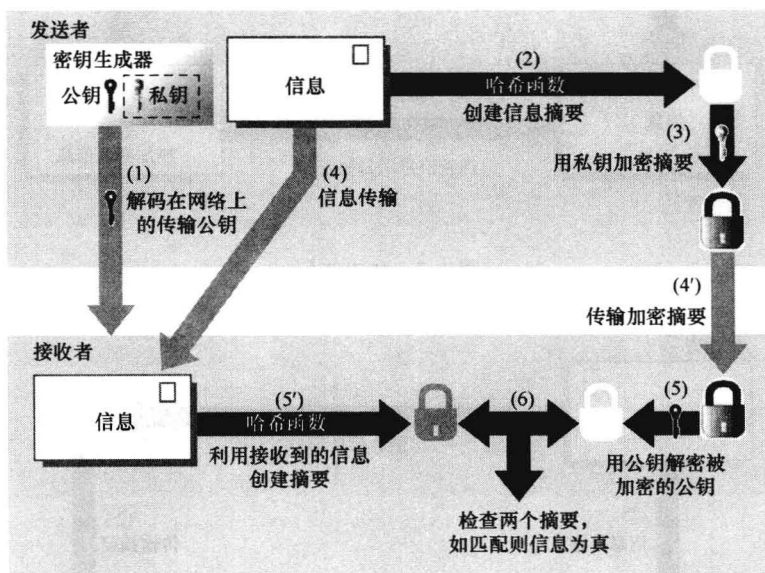 发送者
密钥生成器
公钥 私钥
信息
(2)
哈希函数
创建信息摘要
(3)
用私钥加密摘要
(1)
解码在网络上
的传输公钥
(4)
信息传输
(4′)
传输加密摘要
接收者
信息
(5′)
哈希函数
利用接收到的信息
创建摘要
(6)
(5)
用公钥解密被
加密的公钥
检查两个摘要,
如匹配则信息为真